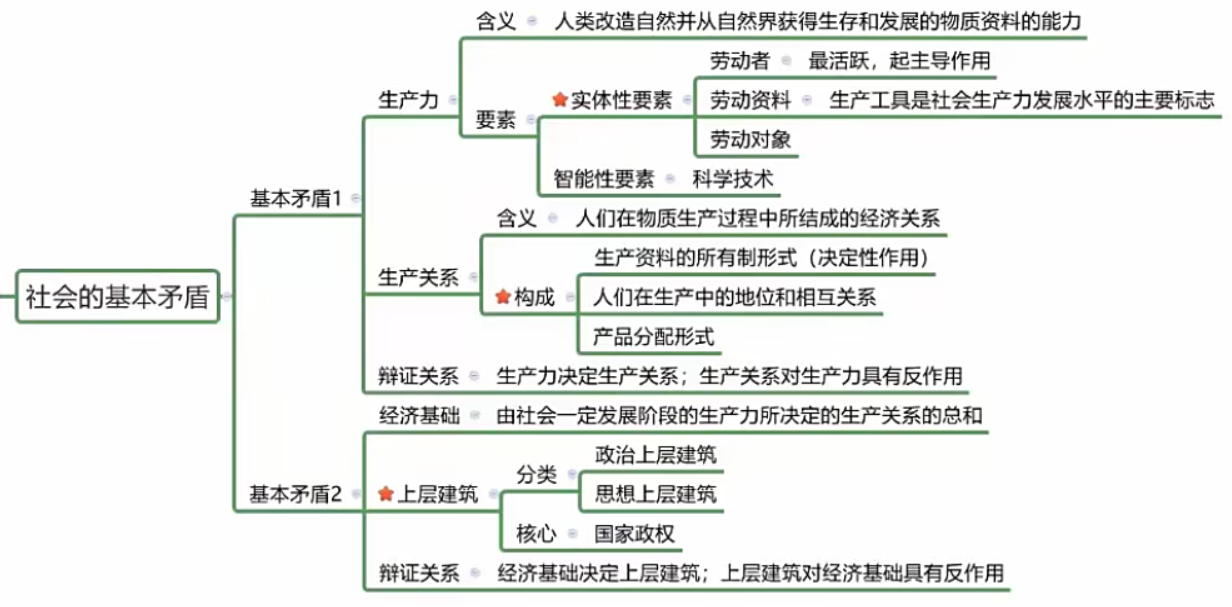 社会的基本矛盾
基本矛盾1
生产力
含义 人类改造自然并从自然界获得生存和发展的物质资料的能力
要素
实体性要素
劳动者 最活跃，起主导作用
劳动资料 生产工具是社会生产力发展水平的主要标志
劳动对象
智能性要素 科学技术
生产关系
含义 人们在物质生产过程中所结成的经济关系
构成
生产资料的所有制形式（决定性作用）
人们在生产中的地位和相互关系
产品分配形式
辩证关系 生产力决定生产关系；生产关系对生产力具有反作用
基本矛盾2
经济基础 由社会一定发展阶段的生产力所决定的生产关系的总和
上层建筑
分类
政治上层建筑
思想上层建筑
核心 国家政权
辩证关系 经济基础决定上层建筑；上层建筑对经济基础具有反作用